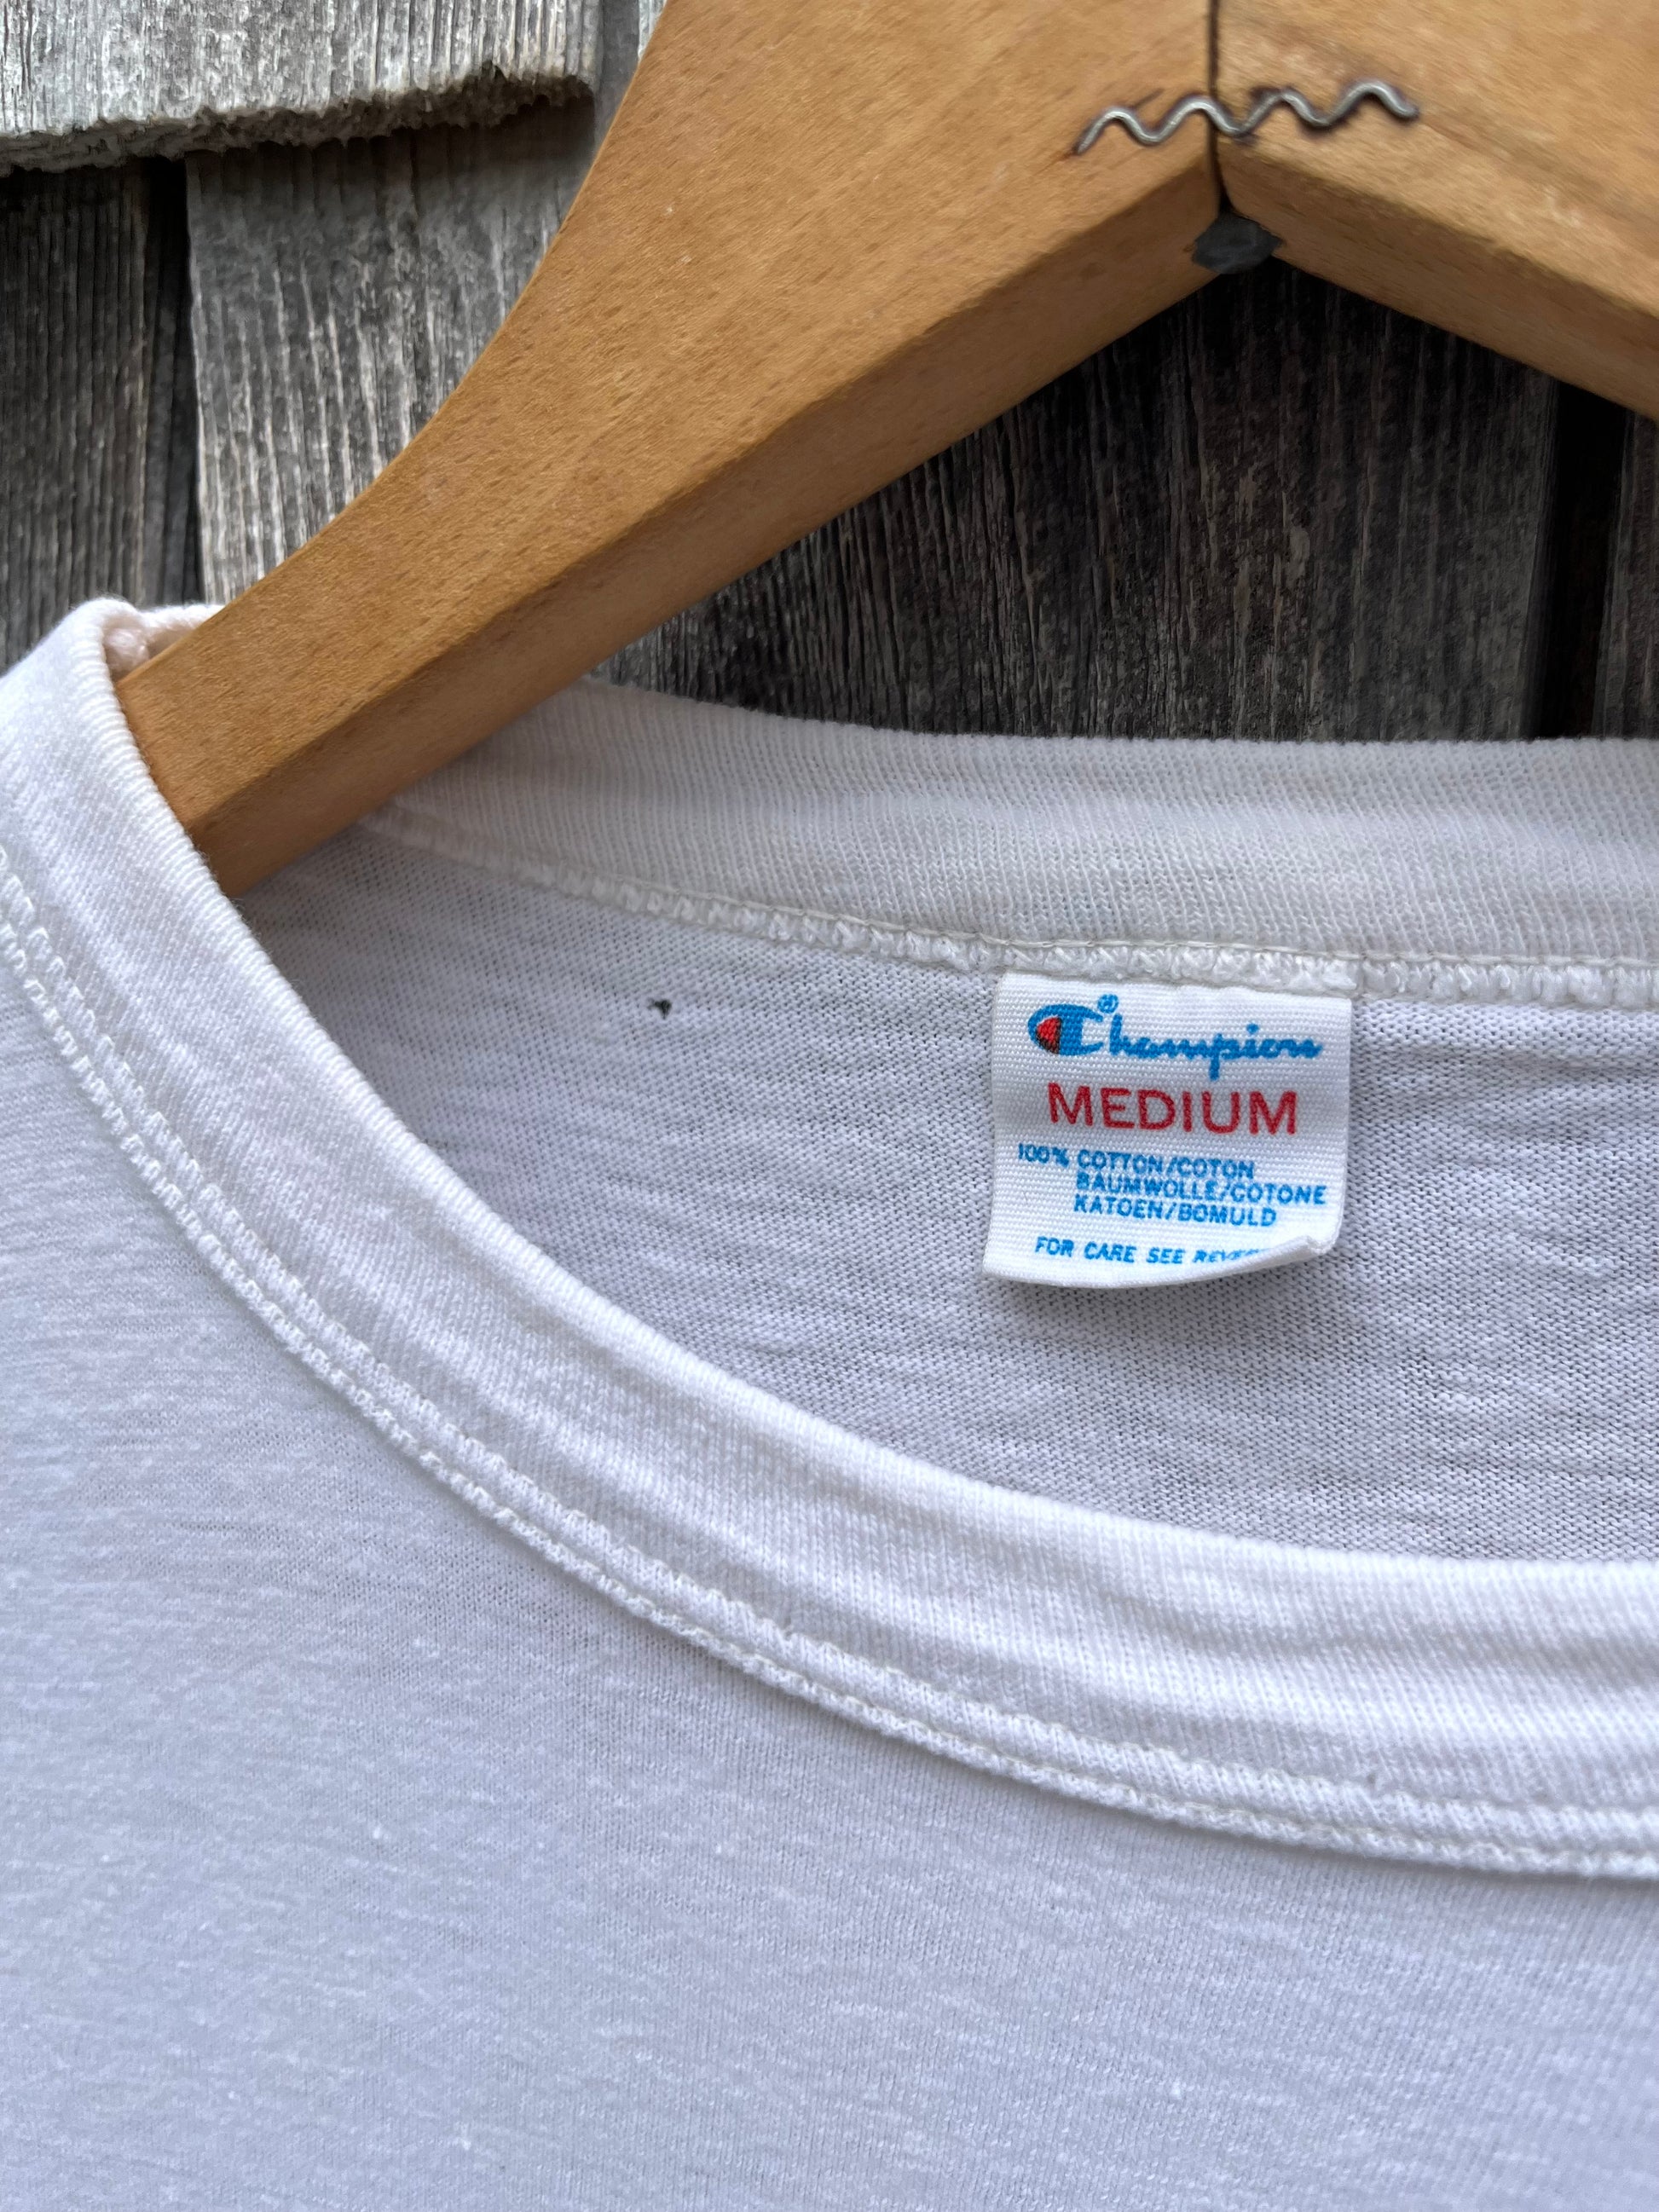 Champion®
MEDIUM
100% COTTON/COTON
BAUMWOLLE/COTONE
KATOEN/BOMULD
FOR CARE SEE